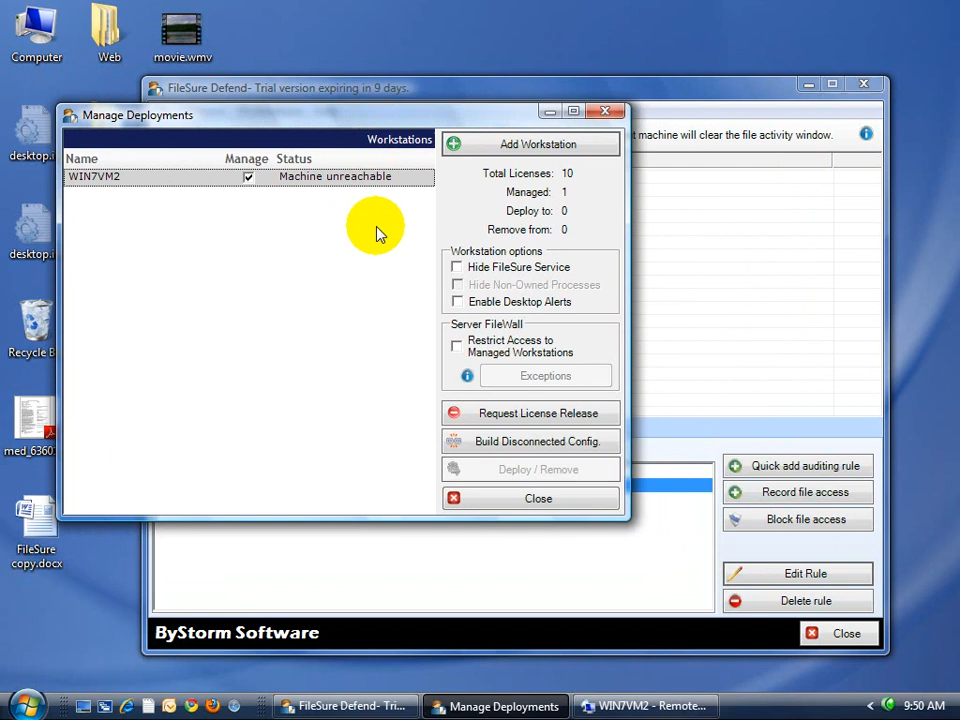 Computer
Web
movie.wmv
FileSure Defend- Trial version expiring in 9 days.
Manage Deployments
t machine will clear the file activity window.
desktop.i
Workstations
Name Manage Status
WIN7VM2 Machine unreachable
Add Workstation
Total Licenses: 10
Managed: 1
Deploy to: 0
Remove from: 0
Workstation options
Hide FileSure Service
Hide Non-Owned Processes
Enable Desktop Alerts
Server FileWall
Restrict Access to
Managed Workstations
Exceptions
Request License Release
Build Disconnected Config.
Deploy / Remove
Close
desktop.i
Recycle B
med_6360
FileSure
copy.docx
Quick add auditing rule
Record file access
Block file access
Edit Rule
Delete rule
ByStorm Software
Close
FileSure Defend- Tri...
Manage Deployments
WIN7VM2 - Remote...
9:50 AM